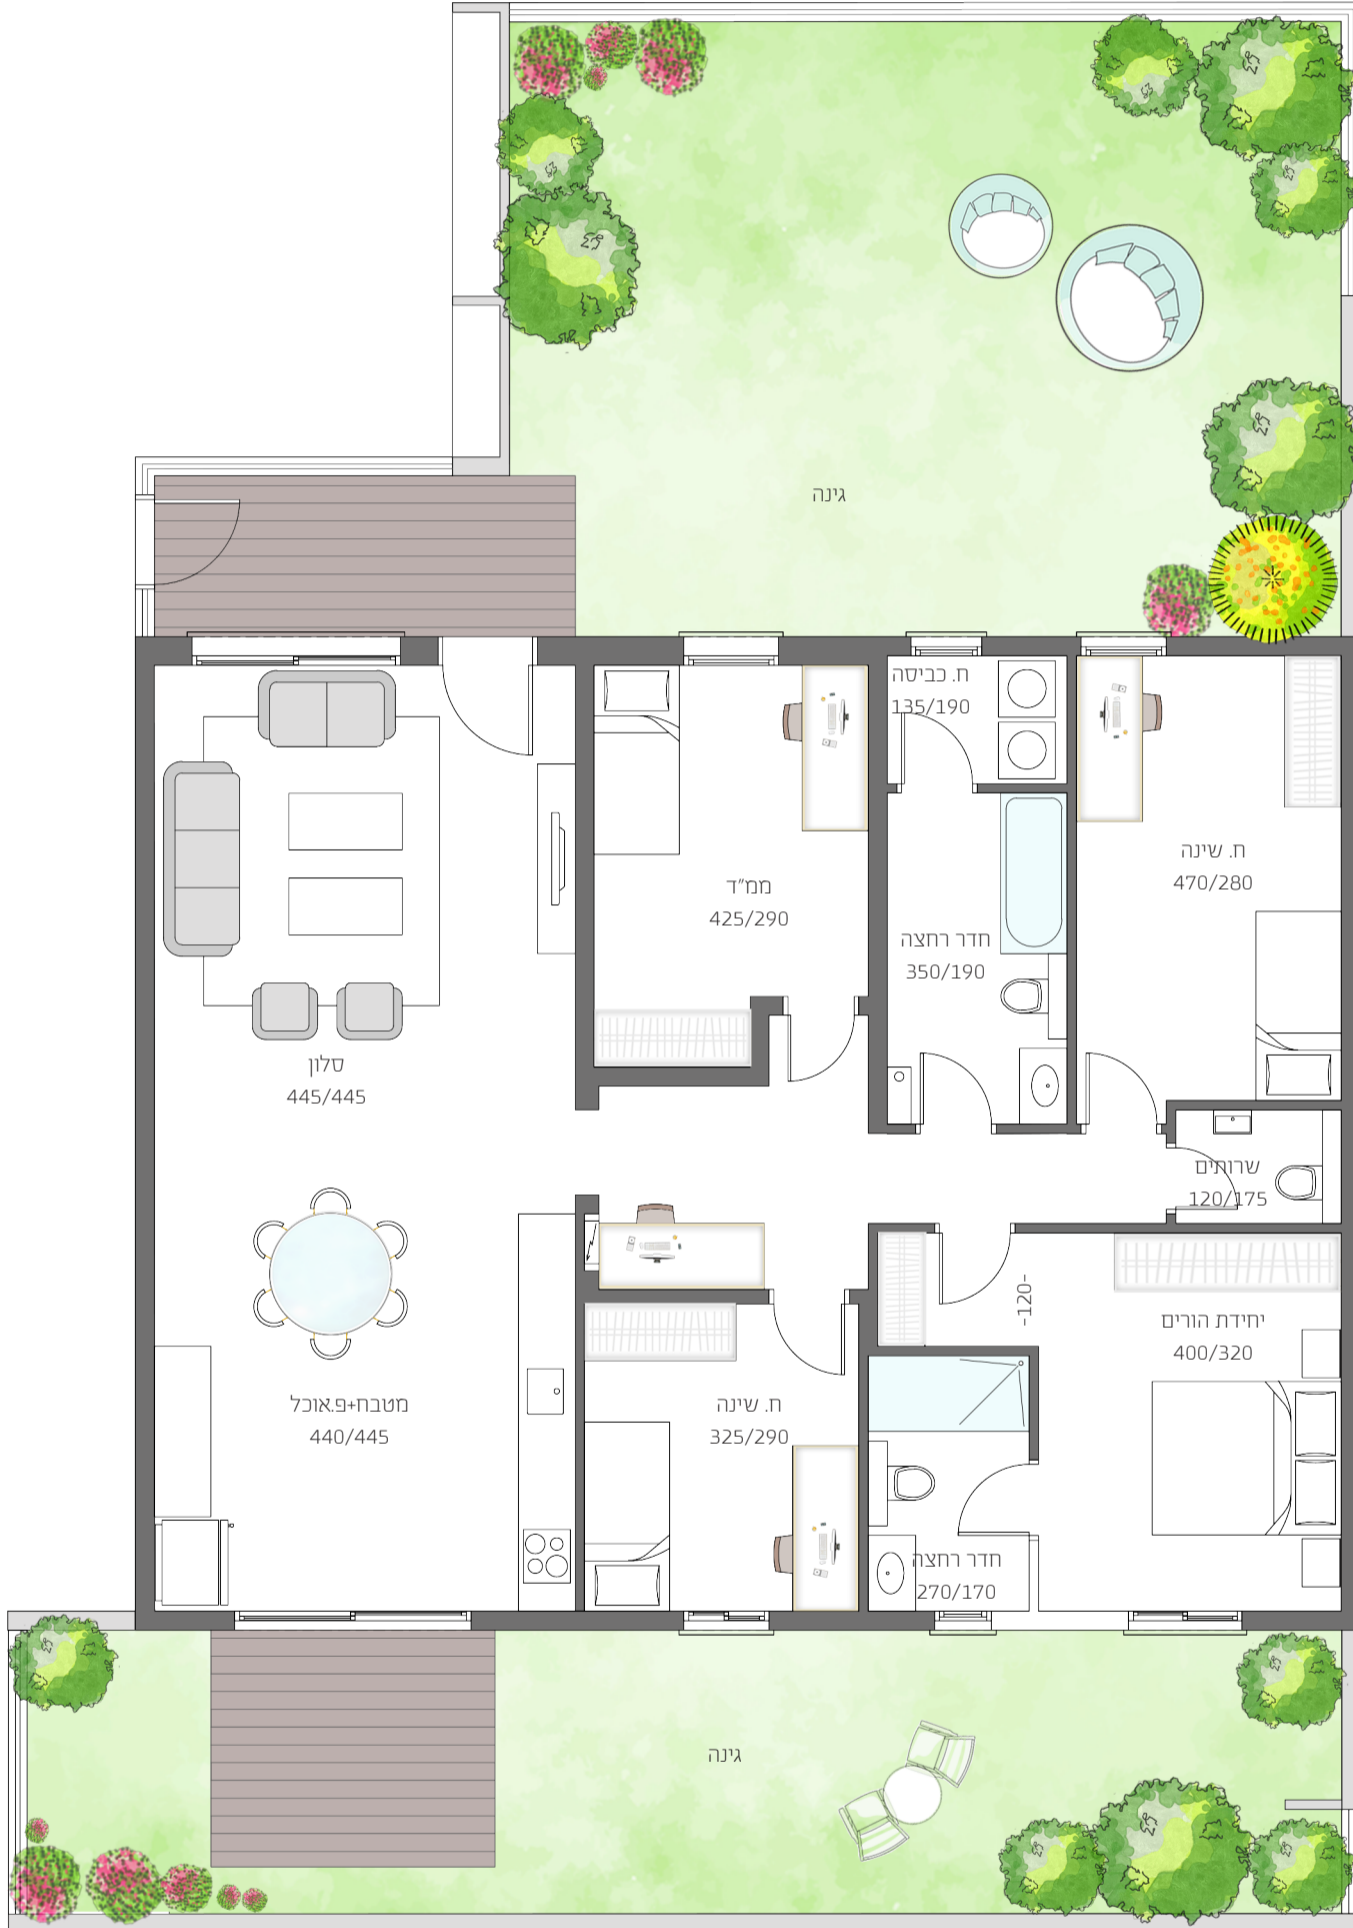 גינה
ח. כביסה
135/190
ח. שינה
470/280
ממ"ד
425/290
חדר רחצה
350/190
סלון
445/445
שרותים
120/175
-120-
יחידת הורים
400/320
מטבח+פ.אוכל
440/445
ח. שינה
325/290
חדר רחצה
270/170
גינה